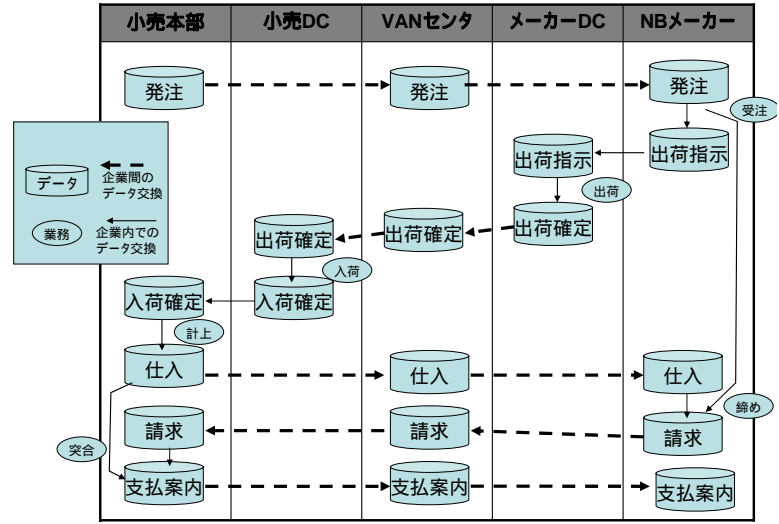 小売本部 小売DC VANセンタ メーカーDC NBメーカー
発注 発注 発注
受注
出荷指示 出荷指示
データ 企業間の
データ交換
業務 企業内での
データ交換
出荷
出荷確定 出荷確定 出荷確定
入荷
入荷確定 入荷確定
計上
仕入 仕入 仕入
締め
請求 請求 請求
突合
支払案内 支払案内 支払案内